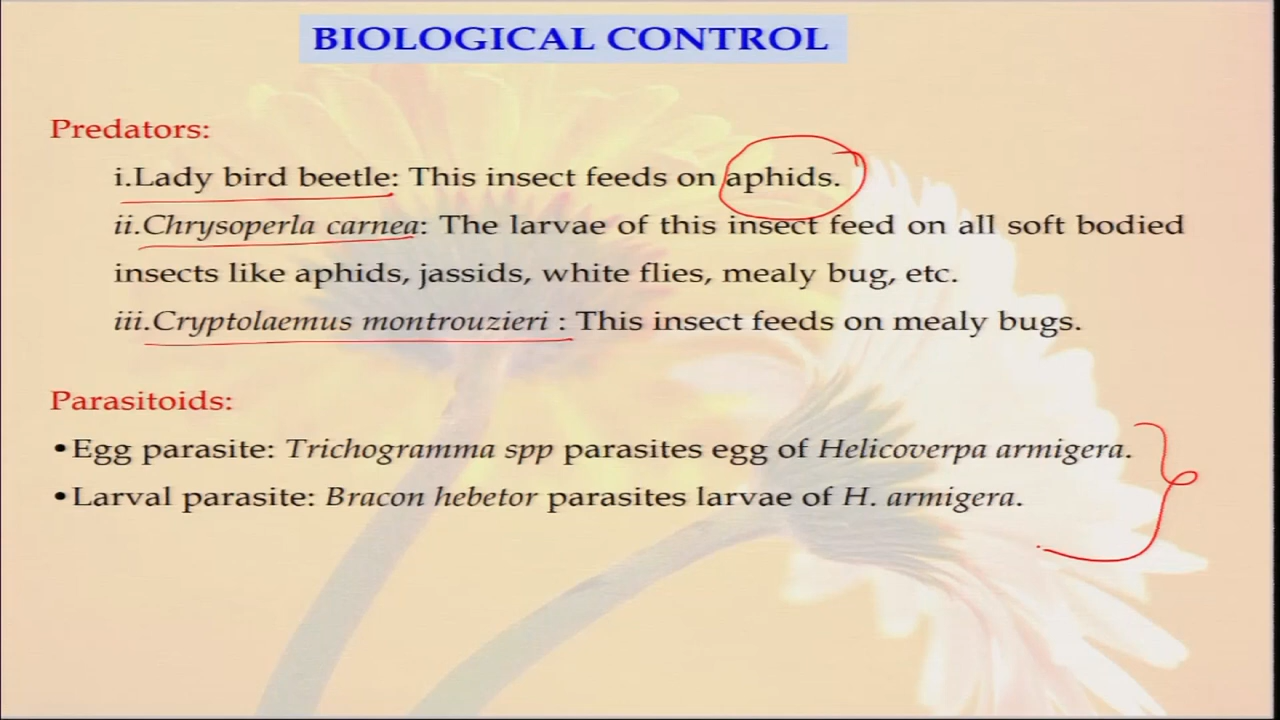 BIOLOGICAL CONTROL
Predators:
i.Lady bird beetle: This insect feeds on aphids.
ii.Chrysoperla carnea: The larvae of this insect feed on all soft bodied
insects like aphids, jassids, white flies, mealy bug, etc.
iii.Cryptolaemus montrouzieri : This insect feeds on mealy bugs.
Parasitoids:
•Egg parasite: Trichogramma spp parasites egg of Helicoverpa armigera.
•Larval parasite: Bracon hebetor parasites larvae of H. armigera.